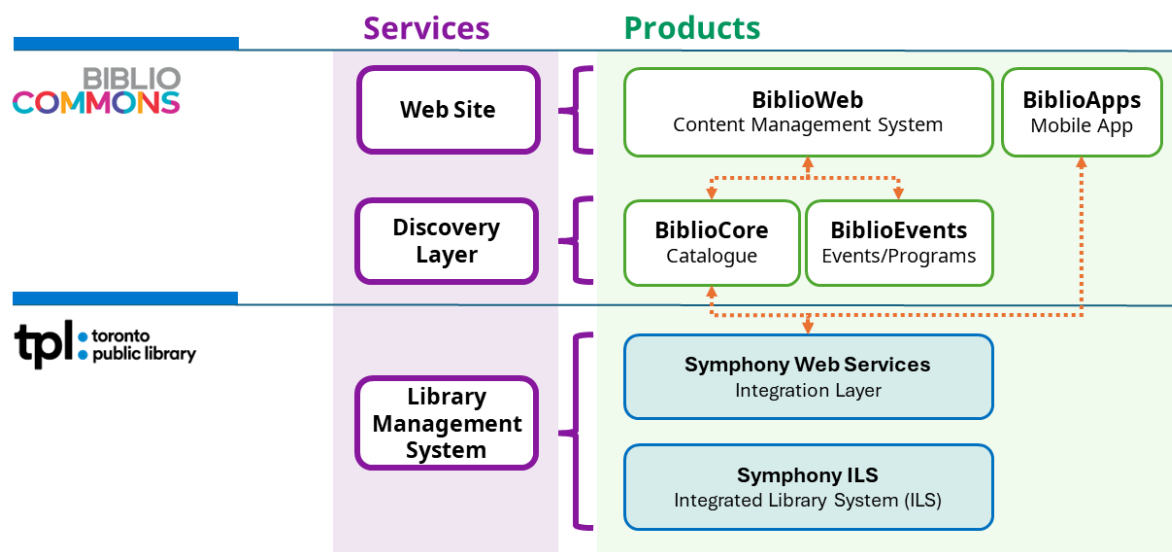 Services
Products
BIBLIO
COMMONS
Web Site
BiblioWeb
Content Management System
BiblioApps
Mobile App
Discovery
Layer
BiblioCore
Catalogue
BiblioEvents
Events/Programs
tpl: toronto
public library
Library
Management
System
Symphony Web Services
Integration Layer
Symphony ILS
Integrated Library System (ILS)